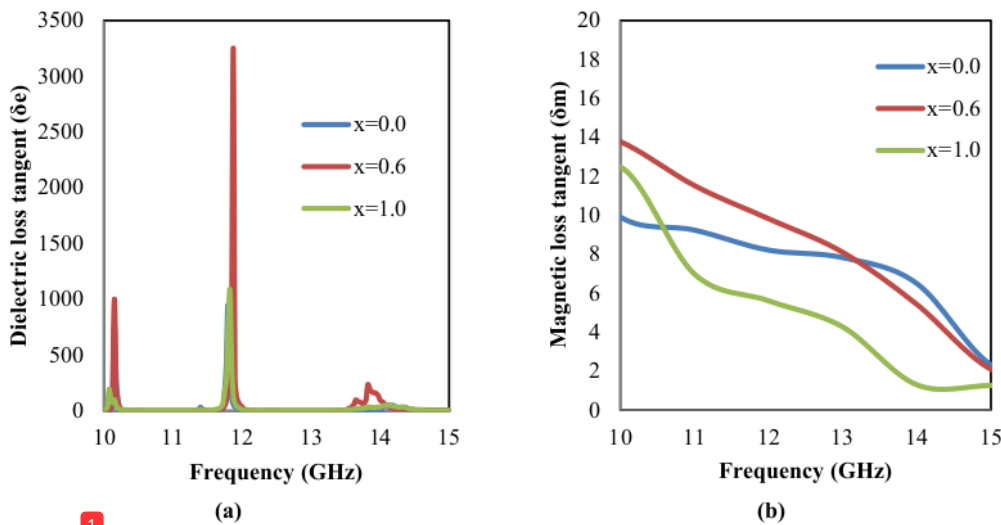 3500
3000
2500
2000
1500
1000
500
0
Dielectric loss tangent (δe)
x=0.0
x=0.6
x=1.0
10 11 12 13 14 15
Frequency (GHz)
(a)
20
18
16
14
12
10
8
6
4
2
0
Magnetic loss tangent (δm)
x=0.0
x=0.6
x=1.0
10 11 12 13 14 15
Frequency (GHz)
(b)
1